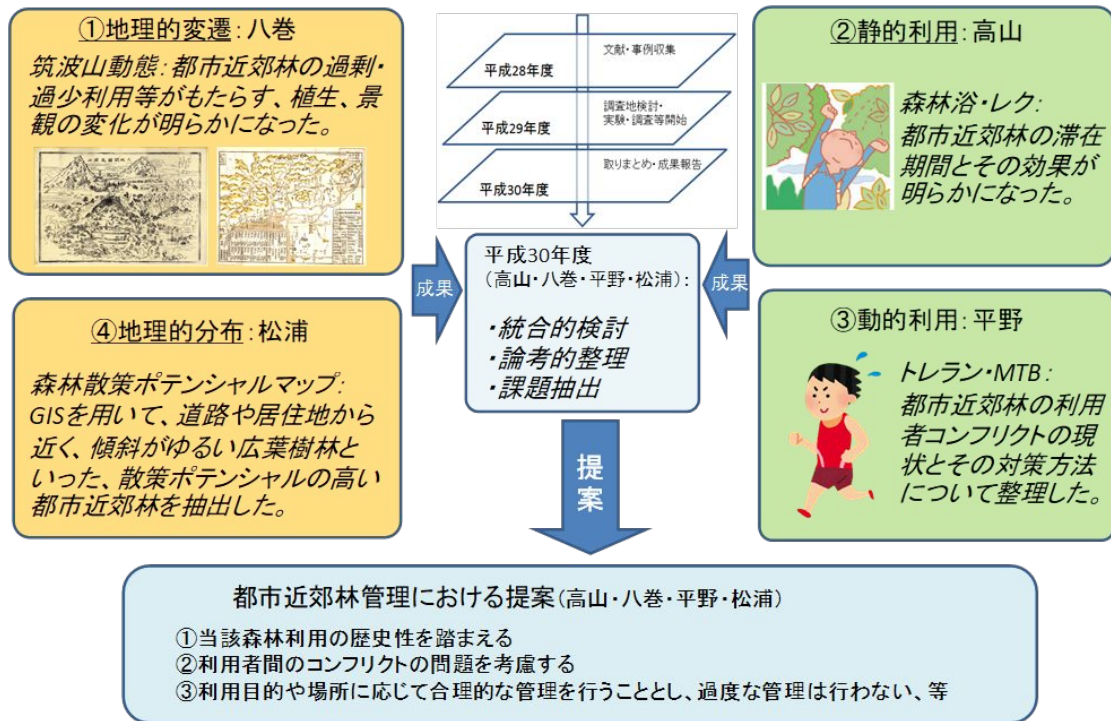 ①地理的変遷：八巻
筑波山動態：都市近郊林の過剰・
過少利用等がもたらす、植生、景
観の変化が明らかになった。
文献・事例収集
平成28年度
調査地検討・
実験・調査等開始
平成29年度
取りまとめ・成果報告
平成30年度
②静的利用：高山
森林浴・レク：
都市近郊林の滞在
期間とその効果が
明らかになった。
成果
平成30年度
(高山・八巻・平野・松浦)：
・統合的検討
・論考的整理
・課題抽出
成果
④地理的分布：松浦
森林散策ポテンシャルマップ：
GISを用いて、道路や居住地から
近く、傾斜がゆるい広葉樹林と
いった、散策ポテンシャルの高い
都市近郊林を抽出した。
③動的利用：平野
トレラン・MTB：
都市近郊林の利用
者コンフリクトの現
状とその対策方法
について整理した。
提案
都市近郊林管理における提案(高山・八巻・平野・松浦)
①当該森林利用の歴史性を踏まえる
②利用者間のコンフリクトの問題を考慮する
③利用目的や場所に応じて合理的な管理を行うこととし、過度な管理は行わない、等